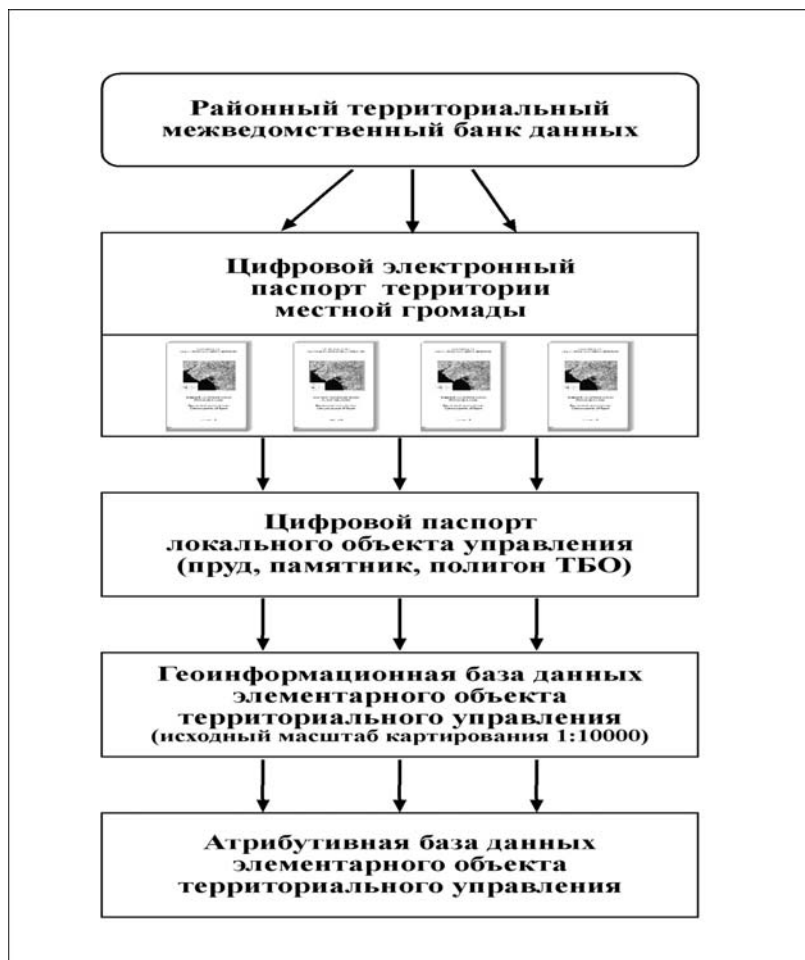 Районный территориальный
межведомственный банк данных
Цифровой электронный
паспорт территории
местной громады
Цифровой паспорт
локального объекта управления
(пруд, памятник, полигон ТБО)
Геоинформационная база данных
элементарного объекта
территориального управления
(исходный масштаб картирования 1:10000)
Атрибутивная база данных
элементарного объекта
территориального управления